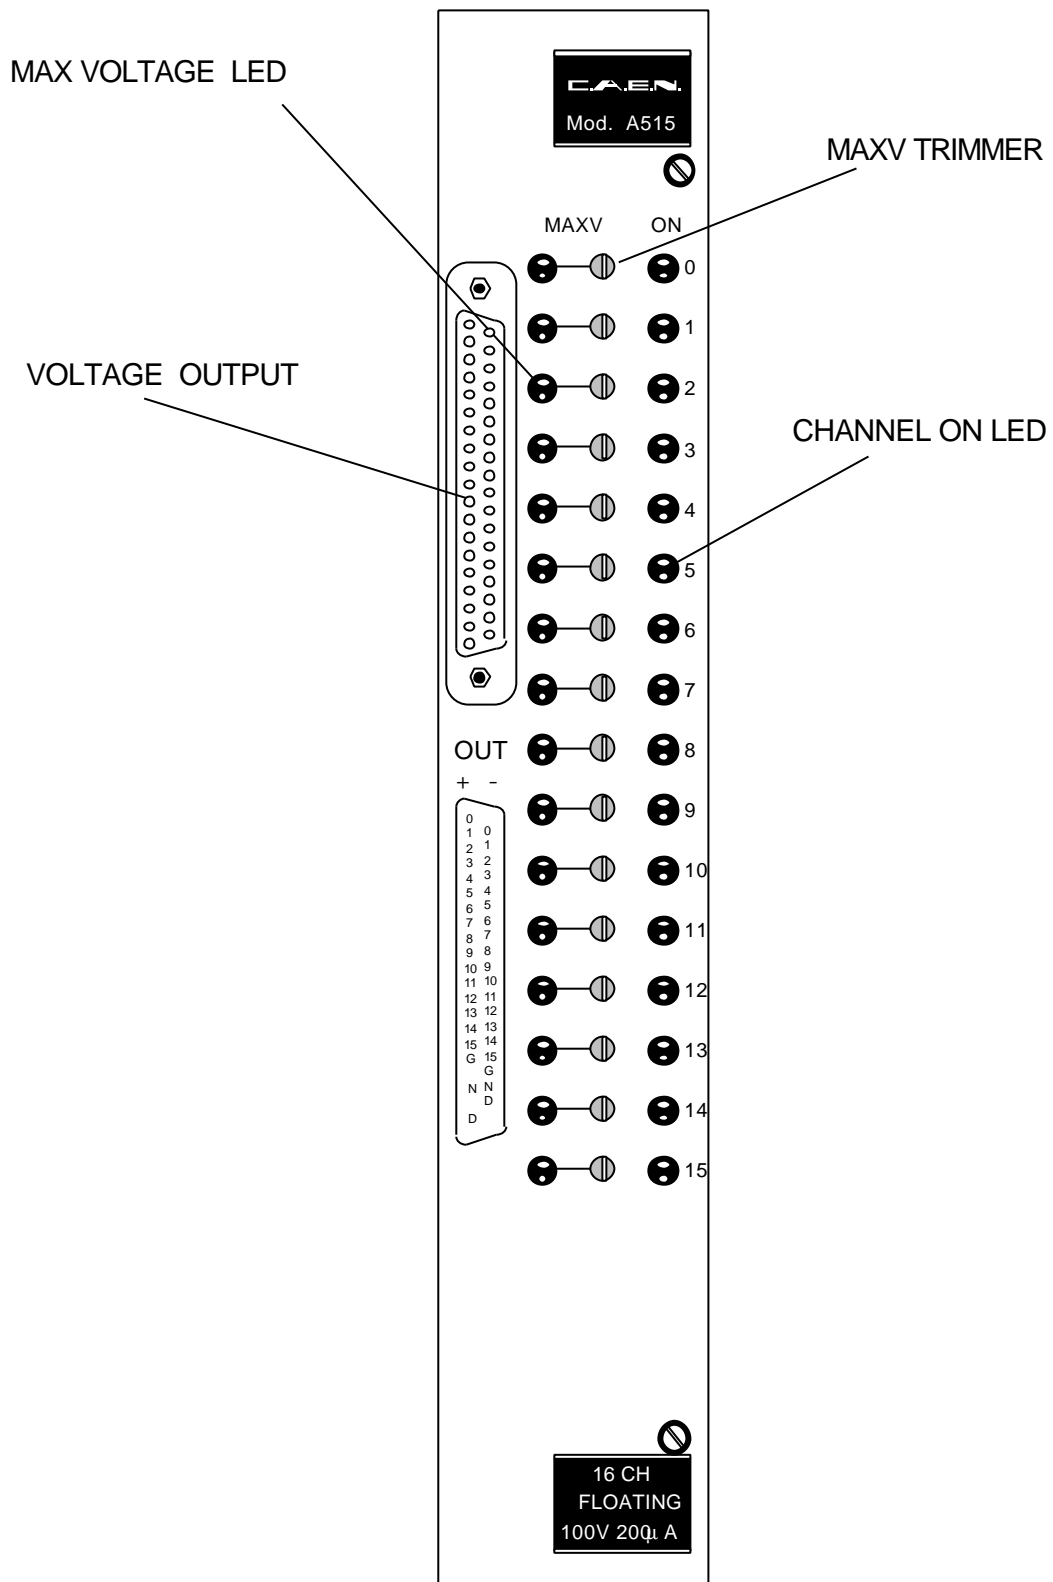 C.A.E.N.
Mod. A515
MAX VOLTAGE LED
MAXV TRIMMER
MAXV ON
0
1
2
VOLTAGE OUTPUT
3
CHANNEL ON LED
4
5
6
7
OUT
8
+ -
9
10
11
12
13
14
15
0
1 0
2 1
3 2
4 3
5 4
6 5
7 6
8 7
9 8
10 9
11 10
12 11
13 12
14 13
15 14
G 15
G
N N
D
D
16 CH
FLOATING
100V 200µ A